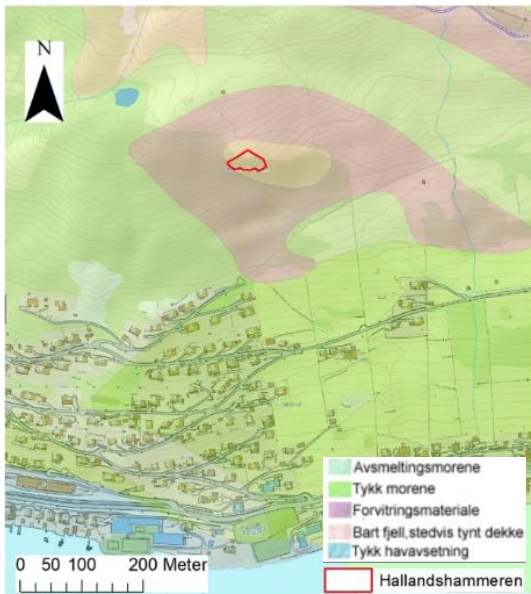 N
Avsmeltingsmorene
Tykk morene
Forvitringsmateriale
Bart fjell,stedvis tynt dekke
Tykk havavsetning
Hallandshammeren
0 50 100 200 Meter